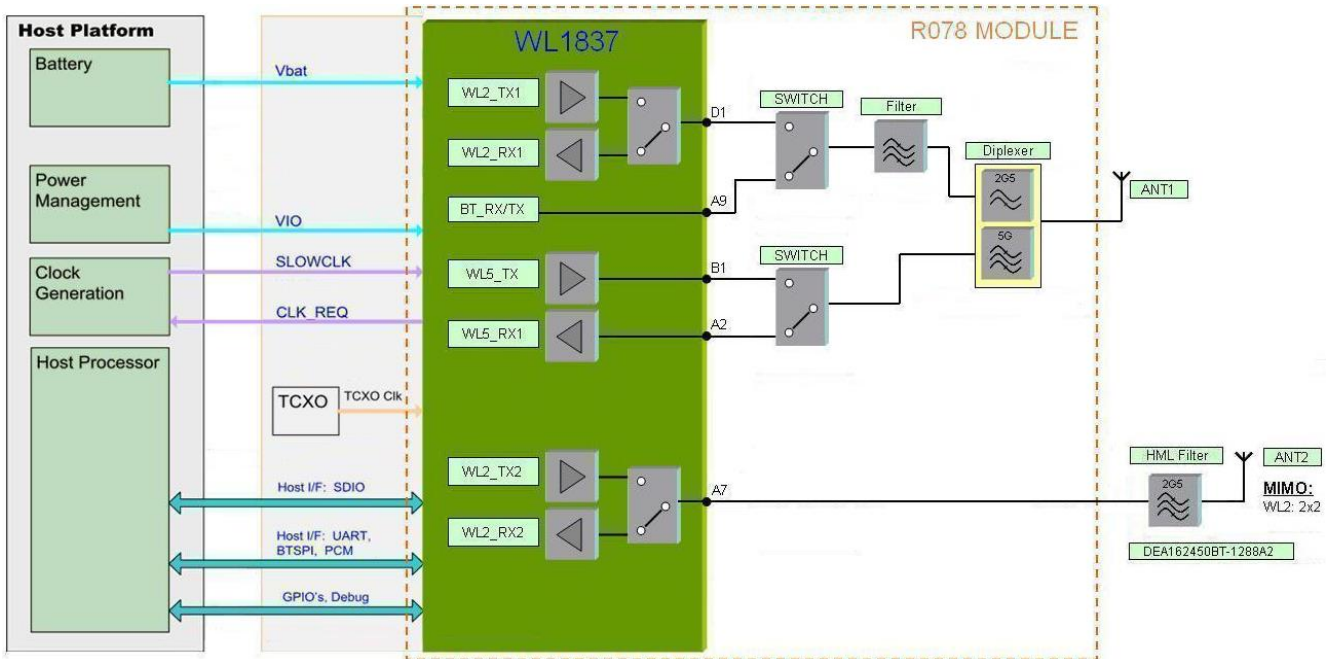 Host Platform
Battery
Power
Management
Clock
Generation
Host Processor
Vbat
VIO
SLOWCLK
CLK_REQ
TCXO
TCXO Clk
Host I/F: SDIO
Host I/F: UART,
BTSPI, PCM
GPIO's, Debug
WL1837
R078 MODULE
WL2_TX1
WL2_RX1
BT_RX/TX
WL5_TX
WL5_RX1
WL2_TX2
WL2_RX2
D1
A9
B1
A2
A7
SWITCH
SWITCH
Filter
Diplexer
2G5
5G
ANT1
HML Filter
2G5
ANT2
MIMO:
WL2: 2x2
DEA162450BT-1288A2